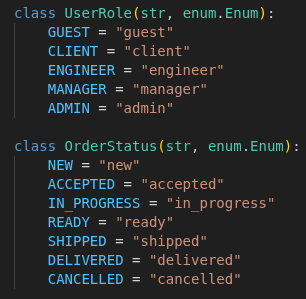 class UserRole(str, enum.Enum):
    GUEST = "guest"
    CLIENT = "client"
    ENGINEER = "engineer"
    MANAGER = "manager"
    ADMIN = "admin"

class OrderStatus(str, enum.Enum):
    NEW = "new"
    ACCEPTED = "accepted"
    IN_PROGRESS = "in_progress"
    READY = "ready"
    SHIPPED = "shipped"
    DELIVERED = "delivered"
    CANCELLED = "cancelled"